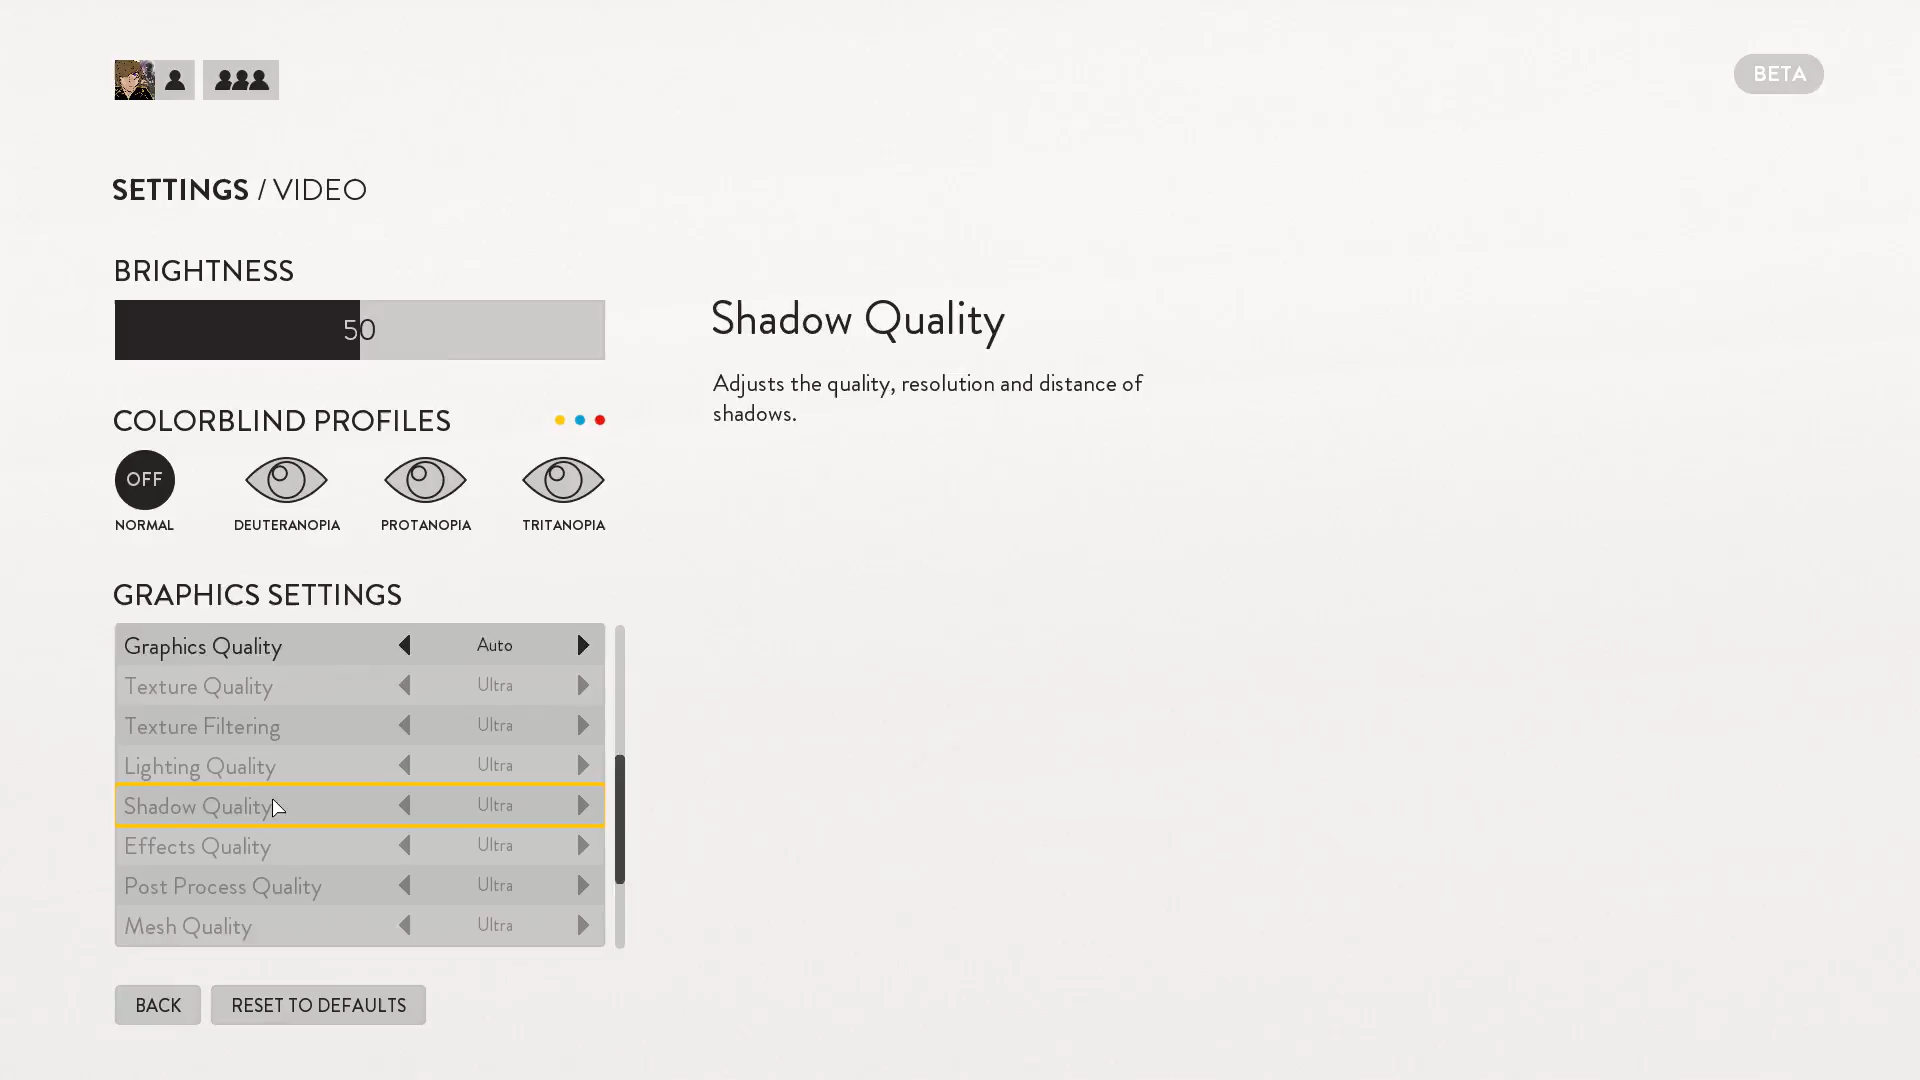 BETA
SETTINGS / VIDEO
BRIGHTNESS
50
Shadow Quality
Adjusts the quality, resolution and distance of
shadows.
COLORBLIND PROFILES
OFF
NORMAL DEUTERANOPIA PROTANOPIA TRITANOPIA
GRAPHICS SETTINGS
Graphics Quality Auto
Texture Quality Ultra
Texture Filtering Ultra
Lighting Quality Ultra
Shadow Quality Ultra
Effects Quality Ultra
Post Process Quality Ultra
Mesh Quality Ultra
BACK RESET TO DEFAULTS